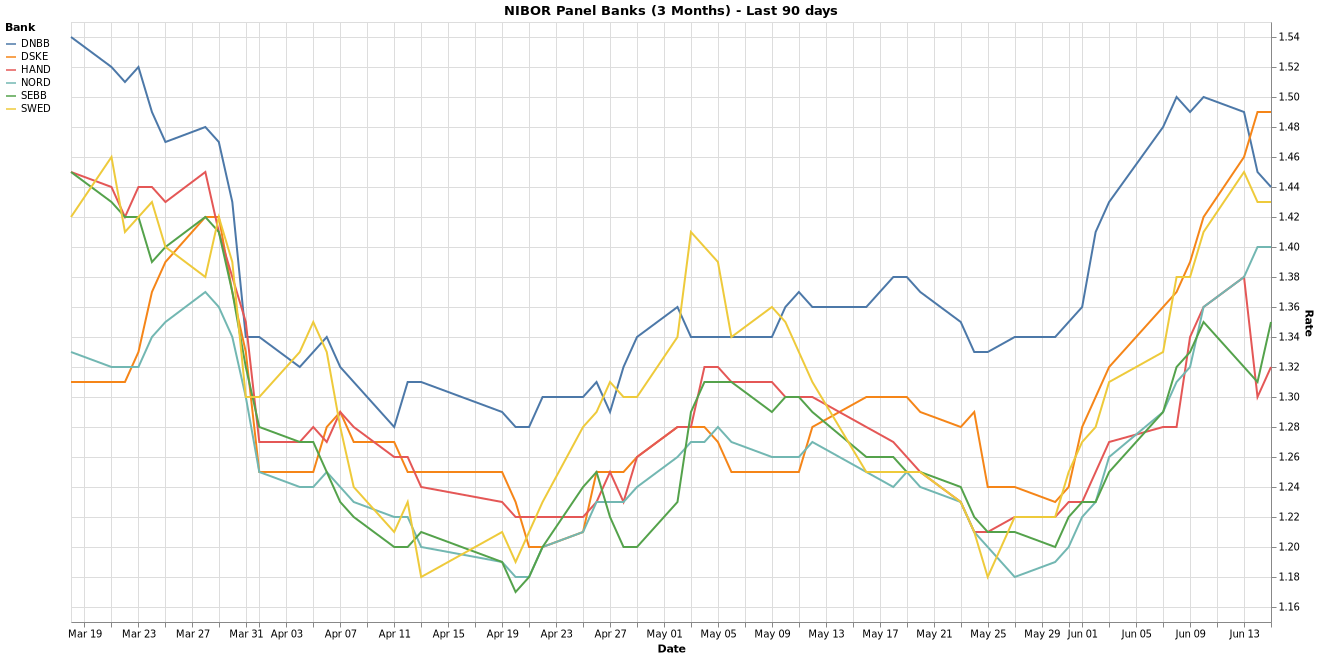 NIBOR Panel Banks (3 Months) - Last 90 days
Bank
DNBB
DSKE
HAND
NORD
SEBB
SWED
1.54
1.52
1.50
1.48
1.46
1.44
1.42
1.40
1.38
1.36
1.34
1.32
1.30
1.28
1.26
1.24
1.22
1.20
1.18
1.16
Rate
Mar 19 Mar 23 Mar 27 Mar 31 Apr 03 Apr 07 Apr 11 Apr 15 Apr 19 Apr 23 Apr 27 May 01 May 05 May 09 May 13 May 17 May 21 May 25 May 29 Jun 01 Jun 05 Jun 09 Jun 13
Date